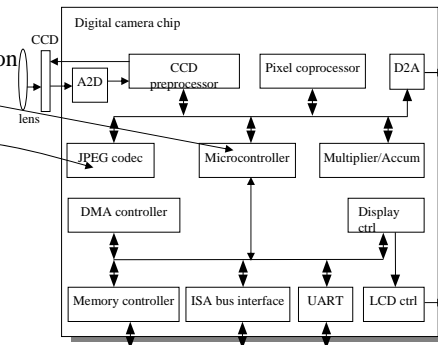 Digital camera chip
CCD
on
lens
A2D
CCD
preprocessor
Pixel coprocessor
D2A
JPEG codec
Microcontroller
Multiplier/Accum
DMA controller
Display
ctrl
Memory controller
ISA bus interface
UART
LCD ctrl